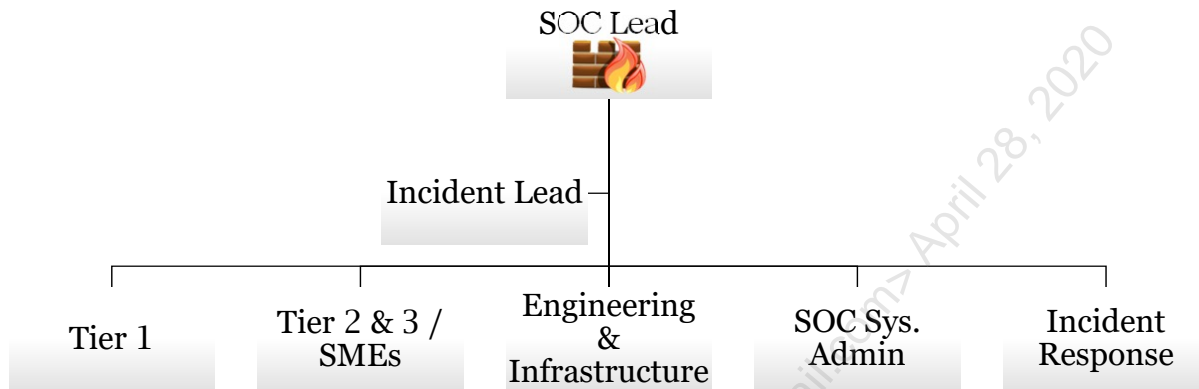 SOC Lead
Incident Lead
Tier 1
Tier 2 & 3 /
SMEs
Engineering
&
Infrastructure
SOC Sys.
Admin
Incident
Response
April 28, 2020